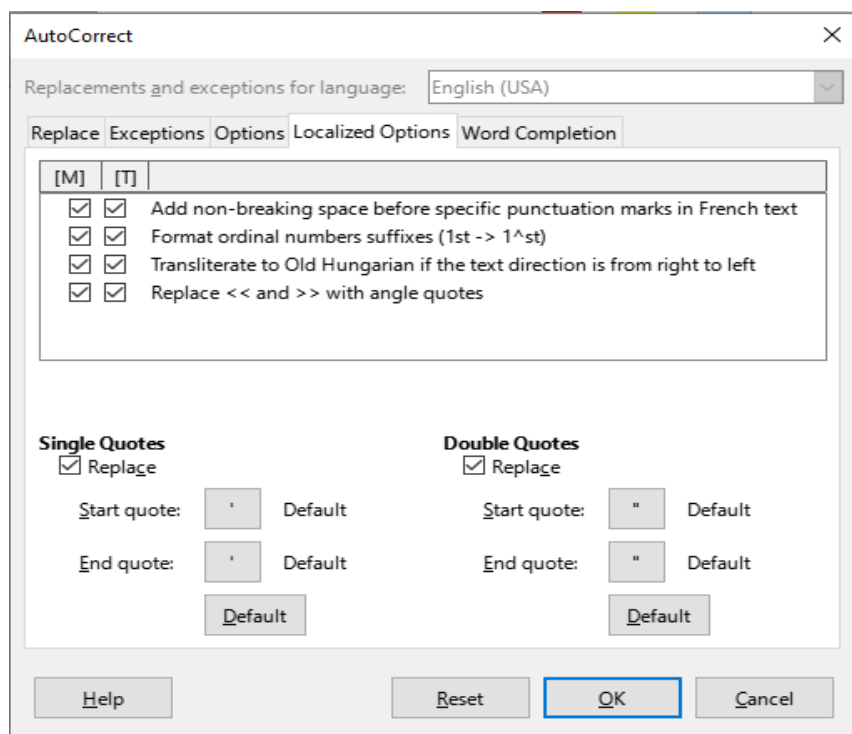 AutoCorrect
Replacements and exceptions for language: English (USA)
Replace Exceptions Options Localized Options Word Completion
[M] [T]
Add non-breaking space before specific punctuation marks in French text
Format ordinal numbers suffixes (1st -> 1^st)
Transliterate to Old Hungarian if the text direction is from right to left
Replace << and >> with angle quotes
Single Quotes Double Quotes
Replace Replace
Start quote: ' Default Start quote: " Default
End quote: ' Default End quote: " Default
Default Default
Help Reset OK Cancel